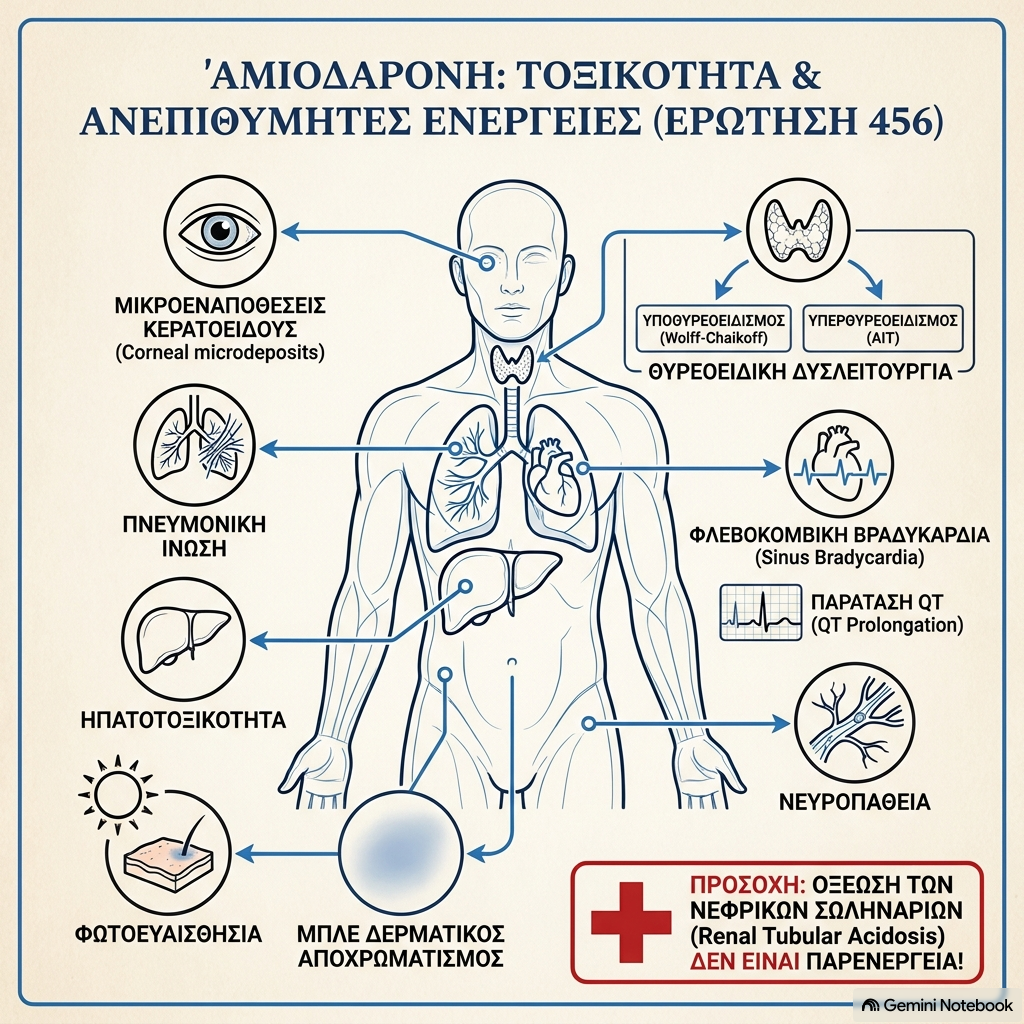 'ΑΜΙΟΔΑΡΟΝΗ: ΤΟΞΙΚΟΤΗΤΑ &
ΑΝΕΠΙΘΥΜΗΤΕΣ ΕΝΕΡΓΕΙΕΣ (ΕΡΩΤΗΣΗ 456)
ΜΙΚΡΟΕΝΑΠΟΘΕΣΕΙΣ
ΚΕΡΑΤΟΕΙΔΟΥΣ
(Corneal microdeposits)
ΥΠΟΘΥΡΕΟΕΙΔΙΣΜΟΣ
(Wolff-Chaikoff)
ΥΠΕΡΘΥΡΕΟΕΙΔΙΣΜΟΣ
(AIT)
ΘΥΡΕΟΕΙΔΙΚΗ ΔΥΣΛΕΙΤΟΥΡΓΙΑ
ΠΝΕΥΜΟΝΙΚΗ
ΙΝΩΣΗ
ΦΛΕΒΟΚΟΜΒΙΚΗ ΒΡΑΔΥΚΑΡΔΙΑ
(Sinus Bradycardia)
ΠΑΡΑΤΑΣΗ QT
(QT Prolongation)
ΗΠΑΤΟΤΟΞΙΚΟΤΗΤΑ
ΝΕΥΡΟΠΑΘΕΙΑ
ΦΩΤΟΕΥΑΙΣΘΗΣΙΑ
ΜΠΛΕ ΔΕΡΜΑΤΙΚΟΣ
ΑΠΟΧΡΩΜΑΤΙΣΜΟΣ
ΠΡΟΣΟΧΗ: ΟΞΕΩΣΗ ΤΩΝ
ΝΕΦΡΙΚΩΝ ΣΩΛΗΝΑΡΙΩΝ
(Renal Tubular Acidosis)
ΔΕΝ ΕΙΝΑΙ ΠΑΡΕΝΕΡΓΕΙΑ!
Gemini Notebook